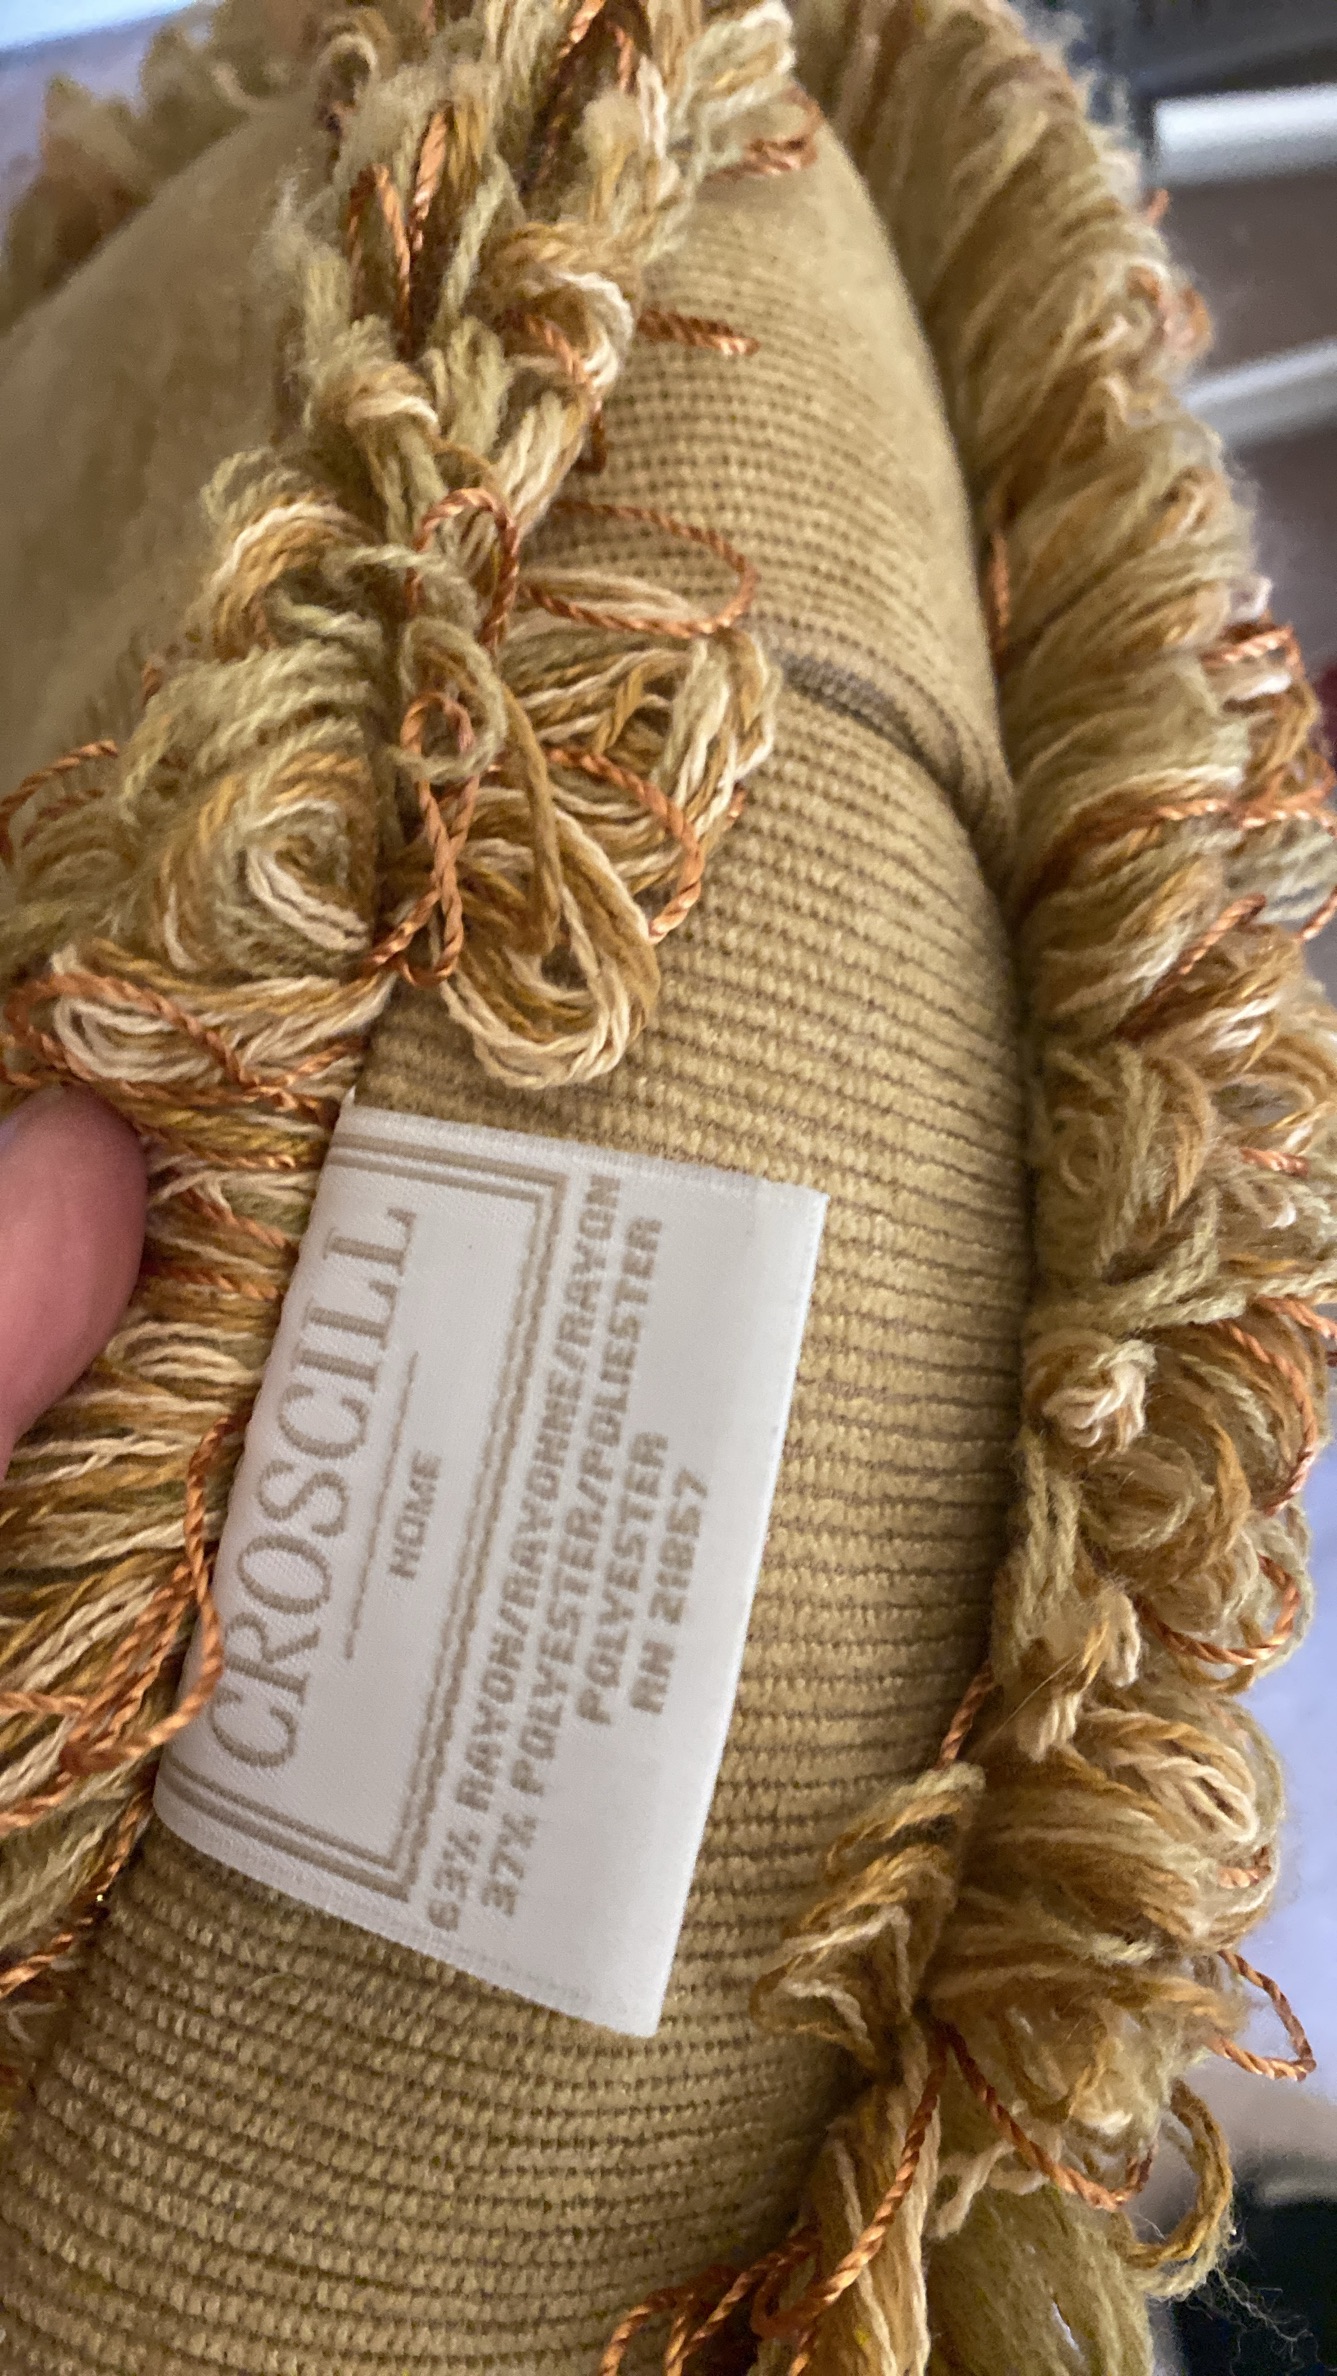 CROSCILL
HOME
63% RAYON/RAYONNE/RAYON
37% POLYESTER/POLIESTER
POLYESTER
RN 21857